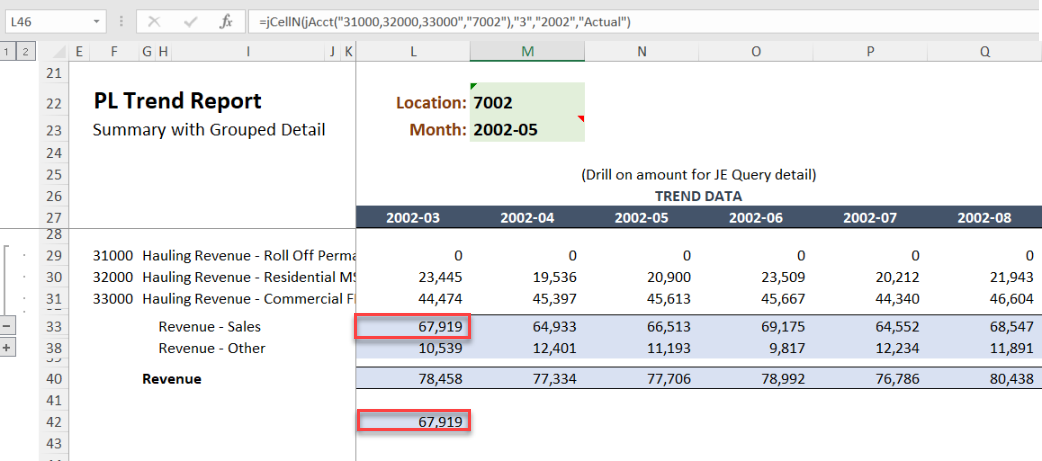 L46 fx =jCellN(jAcct("31000,32000,33000","7002"),"3","2002","Actual")
1 2 E F G H I J K L M N O P Q
21
22 PL Trend Report Location: 7002
23 Summary with Grouped Detail Month: 2002-05
24
25 (Drill on amount for JE Query detail)
26 TREND DATA
27 2002-03 2002-04 2002-05 2002-06 2002-07 2002-08
28
29 31000 Hauling Revenue - Roll Off Perma 0 0 0 0 0 0
30 32000 Hauling Revenue - Residential MS 23,445 19,536 20,900 23,509 20,212 21,943
31 33000 Hauling Revenue - Commercial F 44,474 45,397 45,613 45,667 44,340 46,604
33 Revenue - Sales 67,919 64,933 66,513 69,175 64,552 68,547
38 Revenue - Other 10,539 12,401 11,193 9,817 12,234 11,891
40 Revenue 78,458 77,334 77,706 78,992 76,786 80,438
41
42 67,919
43